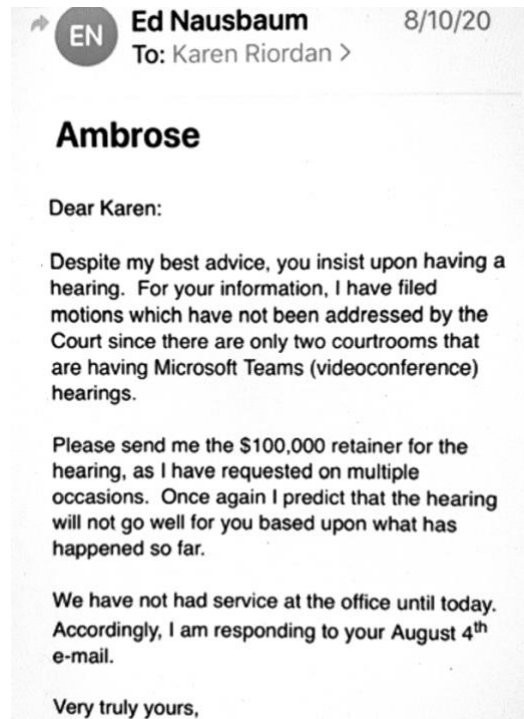 EN
Ed Nausbaum
8/10/20
To: Karen Riordan >
Ambrose
Dear Karen:
Despite my best advice, you insist upon having a
hearing. For your information, I have filed
motions which have not been addressed by the
Court since there are only two courtrooms that
are having Microsoft Teams (videoconference)
hearings.
Please send me the $100,000 retainer for the
hearing, as I have requested on multiple
occasions. Once again I predict that the hearing
will not go well for you based upon what has
happened so far.
We have not had service at the office until today.
Accordingly, I am responding to your August 4th
e-mail.
Very truly yours,